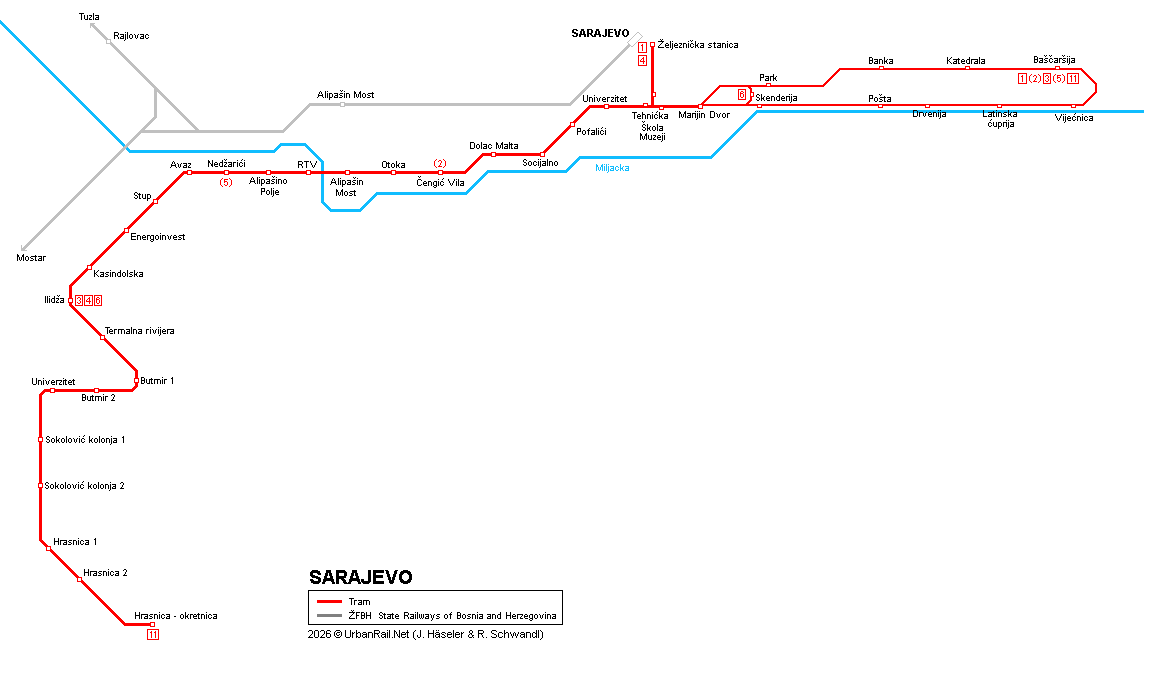 Tuzla
Rajlovac
SARAJEVO
1
4
Željeznička stanica
Banka
Katedrala
Baščaršija
1 (2) 3 (5) 11
Park
6
Skenderija
Alipašin Most
Univerzitet
Tehnička
Škola
Muzeji
Marijin Dvor
Pošta
Drvenija
Latinska
ćuprija
Vijećnica
Pofalići
Dolac Malta
Socijalno
Miljacka
Avaz
Nedžarići
(5)
Alipašino
Polje
RTV
Alipašin
Most
Otoka
(2)
Čengić Vila
Stup
Energoinvest
Mostar
Kasindolska
Ilidža
3 4 6
Termalna rivijera
Butmir 1
Univerzitet
Butmir 2
Sokolović kolonja 1
Sokolović kolonja 2
Hrasnica 1
Hrasnica 2
Hrasnica - okretnica
11
SARAJEVO
Tram
ŽFBH State Railways of Bosnia and Herzegovina
2026 © UrbanRail.Net (J. Häseler & R. Schwandl)